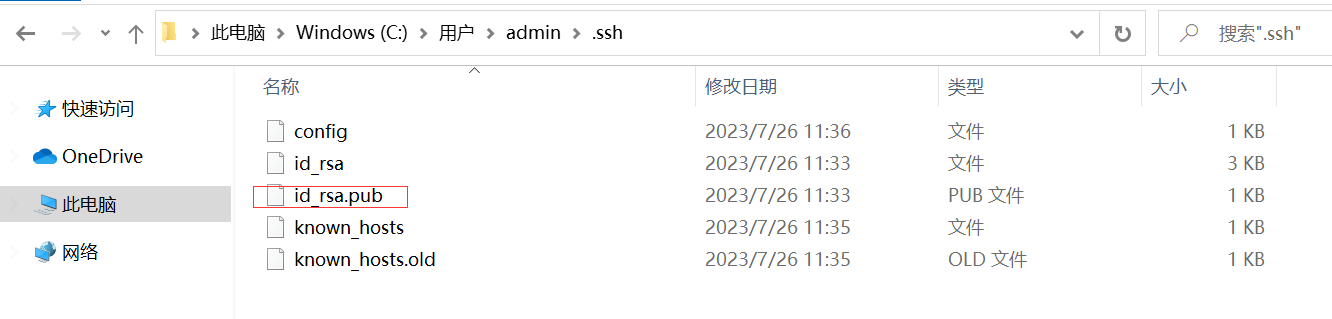 此电脑 Windows (C:) 用户 admin .ssh 搜索".ssh"
名称 修改日期 类型 大小
快速访问
OneDrive
此电脑
网络
config 2023/7/26 11:36 文件 1 KB
id_rsa 2023/7/26 11:33 文件 3 KB
id_rsa.pub 2023/7/26 11:33 PUB 文件 1 KB
known_hosts 2023/7/26 11:35 文件 1 KB
known_hosts.old 2023/7/26 11:35 OLD 文件 1 KB